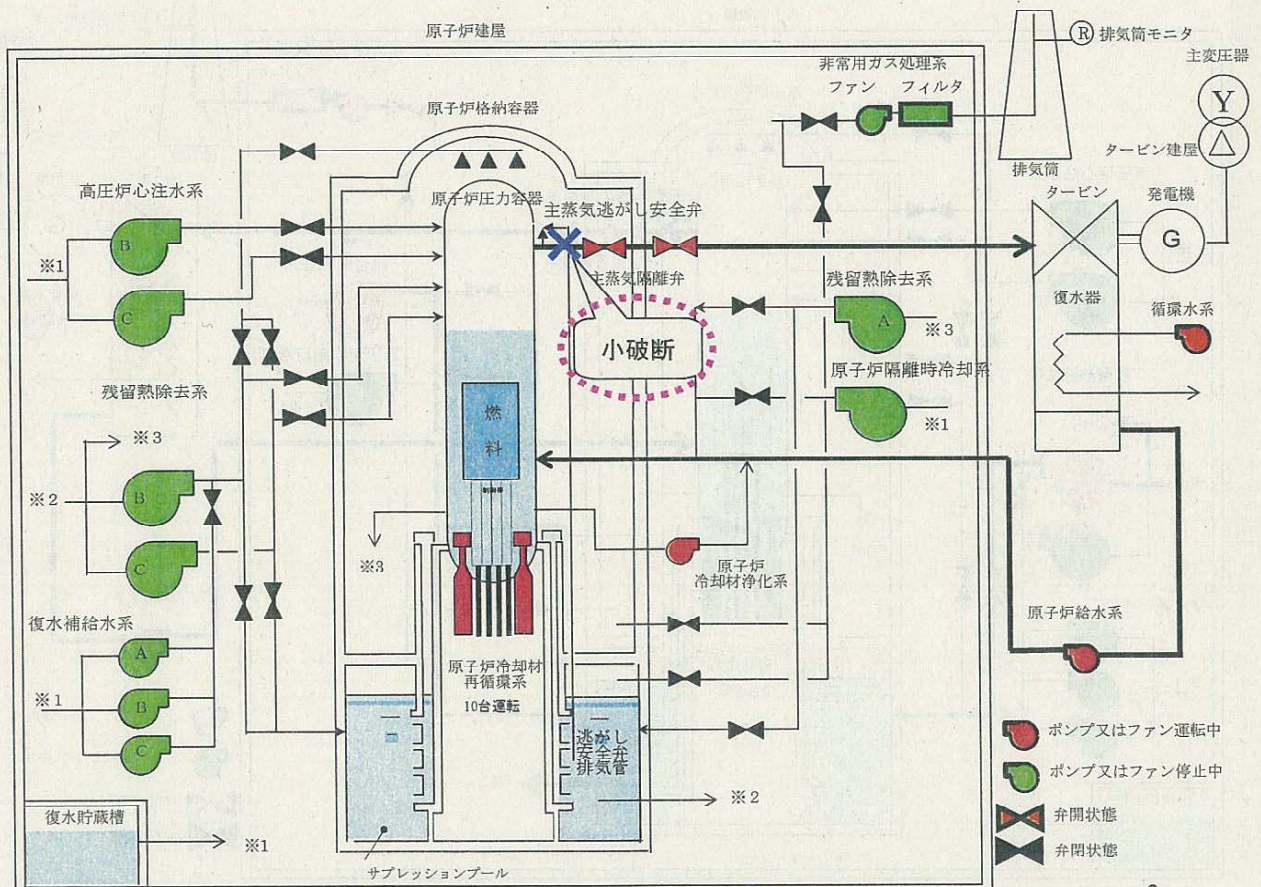 原子炉建屋
Ⓡ 排気筒モニタ
主変圧器
Y
△
非常用ガス処理系
ファン フィルタ
排気筒
タービン建屋
タービン
発電機
G
原子炉格納容器
原子炉圧力容器
高圧炉心注水系
B
C
※1
主蒸気逃がし安全弁
主蒸気隔離弁
小破断
残留熱除去系
A
※3
原子炉隔離時冷却系
※1
復水器
循環水系
残留熱除去系
※3
※2
B
C
燃料
制御棒
※3
原子炉
冷却材浄化系
原子炉給水系
復水補給水系
A
B
C
※1
原子炉冷却材
再循環系
10台運転
逃がし
安全弁
排気管
※2
復水貯蔵槽
※1
サプレッションプール
ポンプ又はファン運転中
ポンプ又はファン停止中
弁開状態
弁閉状態